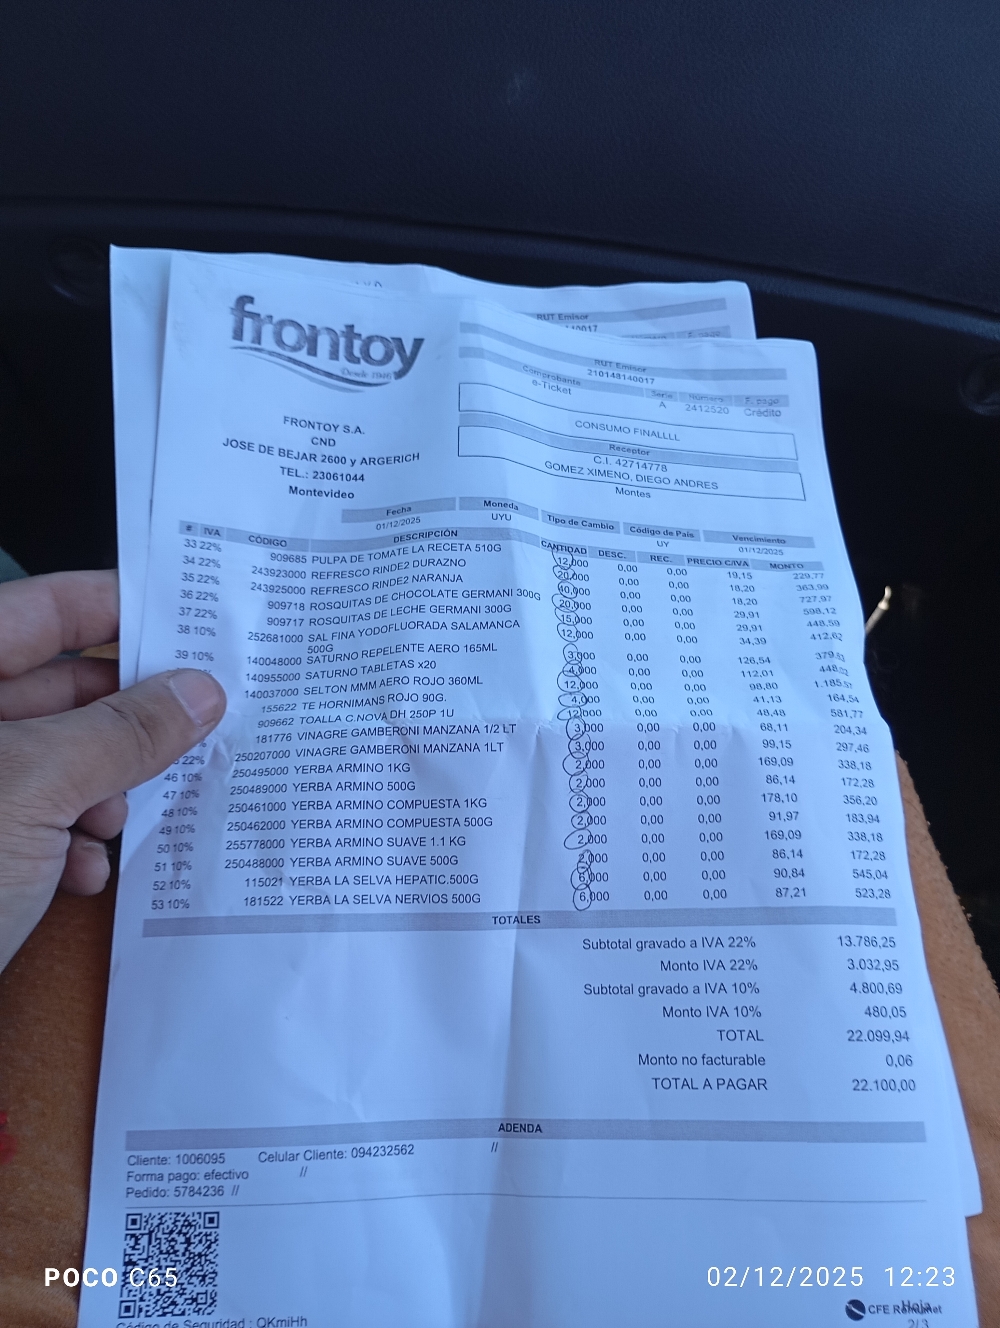 RUT Emisor
frontoy
Desde 1946
RUT Emisor
210148140017
Comprobante Serie Número F. pago
e-Ticket A 2412520 Crédito
CONSUMO FINALLLL
Receptor
C.I. 42714778
GOMEZ XIMENO, DIEGO ANDRES
Montes
FRONTOY S.A.
CND
JOSE DE BEJAR 2600 y ARGERICH
TEL.: 23061044
Montevideo
Fecha Moneda Tipo de Cambio Código de País Vencimiento
01/12/2025 UYU UY 01/12/2025
# IVA CÓDIGO DESCRIPCIÓN CANTIDAD DESC. REC. PRECIO C/IVA MONTO
33 22% 909685 PULPA DE TOMATE LA RECETA 510G 12,000 0,00 0,00 19,15 229,77
34 22% 243923000 REFRESCO RINDE2 DURAZNO 20,000 0,00 0,00 18,20 363,99
35 22% 243925000 REFRESCO RINDE2 NARANJA 40,000 0,00 0,00 18,20 727,97
36 22% 909718 ROSQUITAS DE CHOCOLATE GERMANI 300G 20,000 0,00 0,00 29,91 598,12
37 22% 909717 ROSQUITAS DE LECHE GERMANI 300G 15,000 0,00 0,00 29,91 448,59
38 10% 252681000 SAL FINA YODOFLUORADA SALAMANCA 500G 12,000 0,00 0,00 34,39 412,62
39 10% 140048000 SATURNO REPELENTE AERO 165ML 3,000 0,00 0,00 126,54
140955000 SATURNO TABLETAS x20 4,000 0,00 0,00 112,01
140037000 SELTON MMM AERO ROJO 360ML 12,000 0,00 0,00 98,80
155622 TE HORNIMANS ROJO 90G. 4,000 0,00 0,00 41,13 164,54
909662 TOALLA C.NOVA DH 250P 1U 12,000 0,00 0,00 48,48 581,77
181776 VINAGRE GAMBERONI MANZANA 1/2 LT 3,000 0,00 0,00 68,11 204,34
22% 250207000 VINAGRE GAMBERONI MANZANA 1LT 3,000 0,00 0,00 99,15 297,46
46 10% 250495000 YERBA ARMINO 1KG 2,000 0,00 0,00 169,09 338,18
47 10% 250489000 YERBA ARMINO 500G 2,000 0,00 0,00 86,14 172,28
48 10% 250461000 YERBA ARMINO COMPUESTA 1KG 2,000 0,00 0,00 178,10 356,20
49 10% 250462000 YERBA ARMINO COMPUESTA 500G 2,000 0,00 0,00 91,97 183,94
50 10% 255778000 YERBA ARMINO SUAVE 1.1 KG 2,000 0,00 0,00 169,09 338,18
51 10% 250488000 YERBA ARMINO SUAVE 500G 2,000 0,00 0,00 86,14 172,28
52 10% 115021 YERBA LA SELVA HEPATIC.500G 6,000 0,00 0,00 90,84 545,04
53 10% 181522 YERBA LA SELVA NERVIOS 500G 6,000 0,00 0,00 87,21 523,28
TOTALES
Subtotal gravado a IVA 22% 13.786,25
Monto IVA 22% 3.032,95
Subtotal gravado a IVA 10% 4.800,69
Monto IVA 10% 480,05
TOTAL 22.099,94
Monto no facturable 0,06
TOTAL A PAGAR 22.100,00
ADENDA
Cliente: 1006095 Celular Cliente: 094232562 //
Forma pago: efectivo //
Pedido: 5784236 //
Código de Seguridad : QKmiHh
Hoja
2/3
POCO C65
02/12/2025 12:23